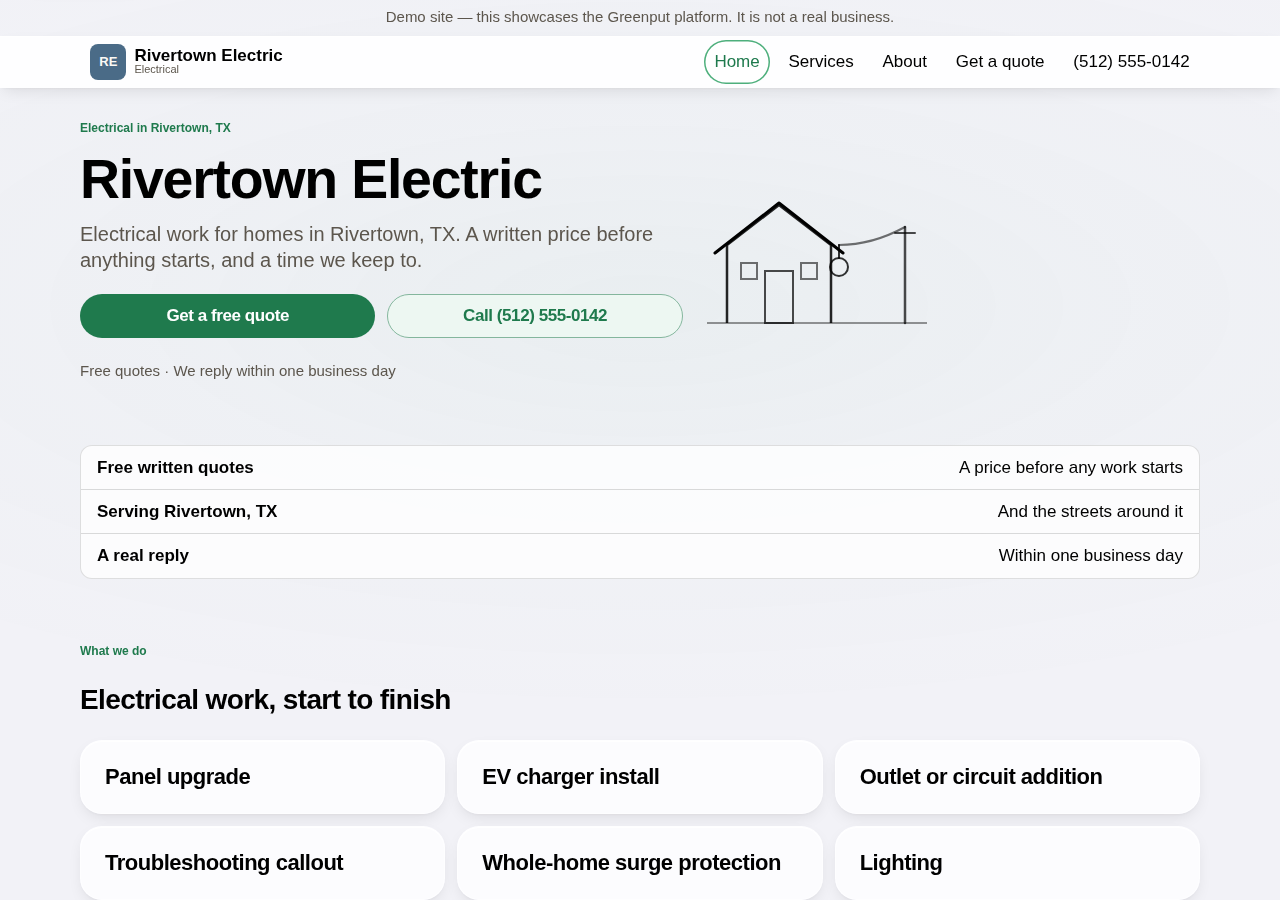 Demo site — this showcases the Greenput platform. It is not a real business.
RE
Rivertown Electric
Electrical
Home
Services
About
Get a quote
(512) 555-0142
Electrical in Rivertown, TX
Rivertown Electric
Electrical work for homes in Rivertown, TX. A written price before
anything starts, and a time we keep to.
Get a free quote
Call (512) 555-0142
Free quotes · We reply within one business day
Free written quotes
A price before any work starts
Serving Rivertown, TX
And the streets around it
A real reply
Within one business day
What we do
Electrical work, start to finish
Panel upgrade
EV charger install
Outlet or circuit addition
Troubleshooting callout
Whole-home surge protection
Lighting